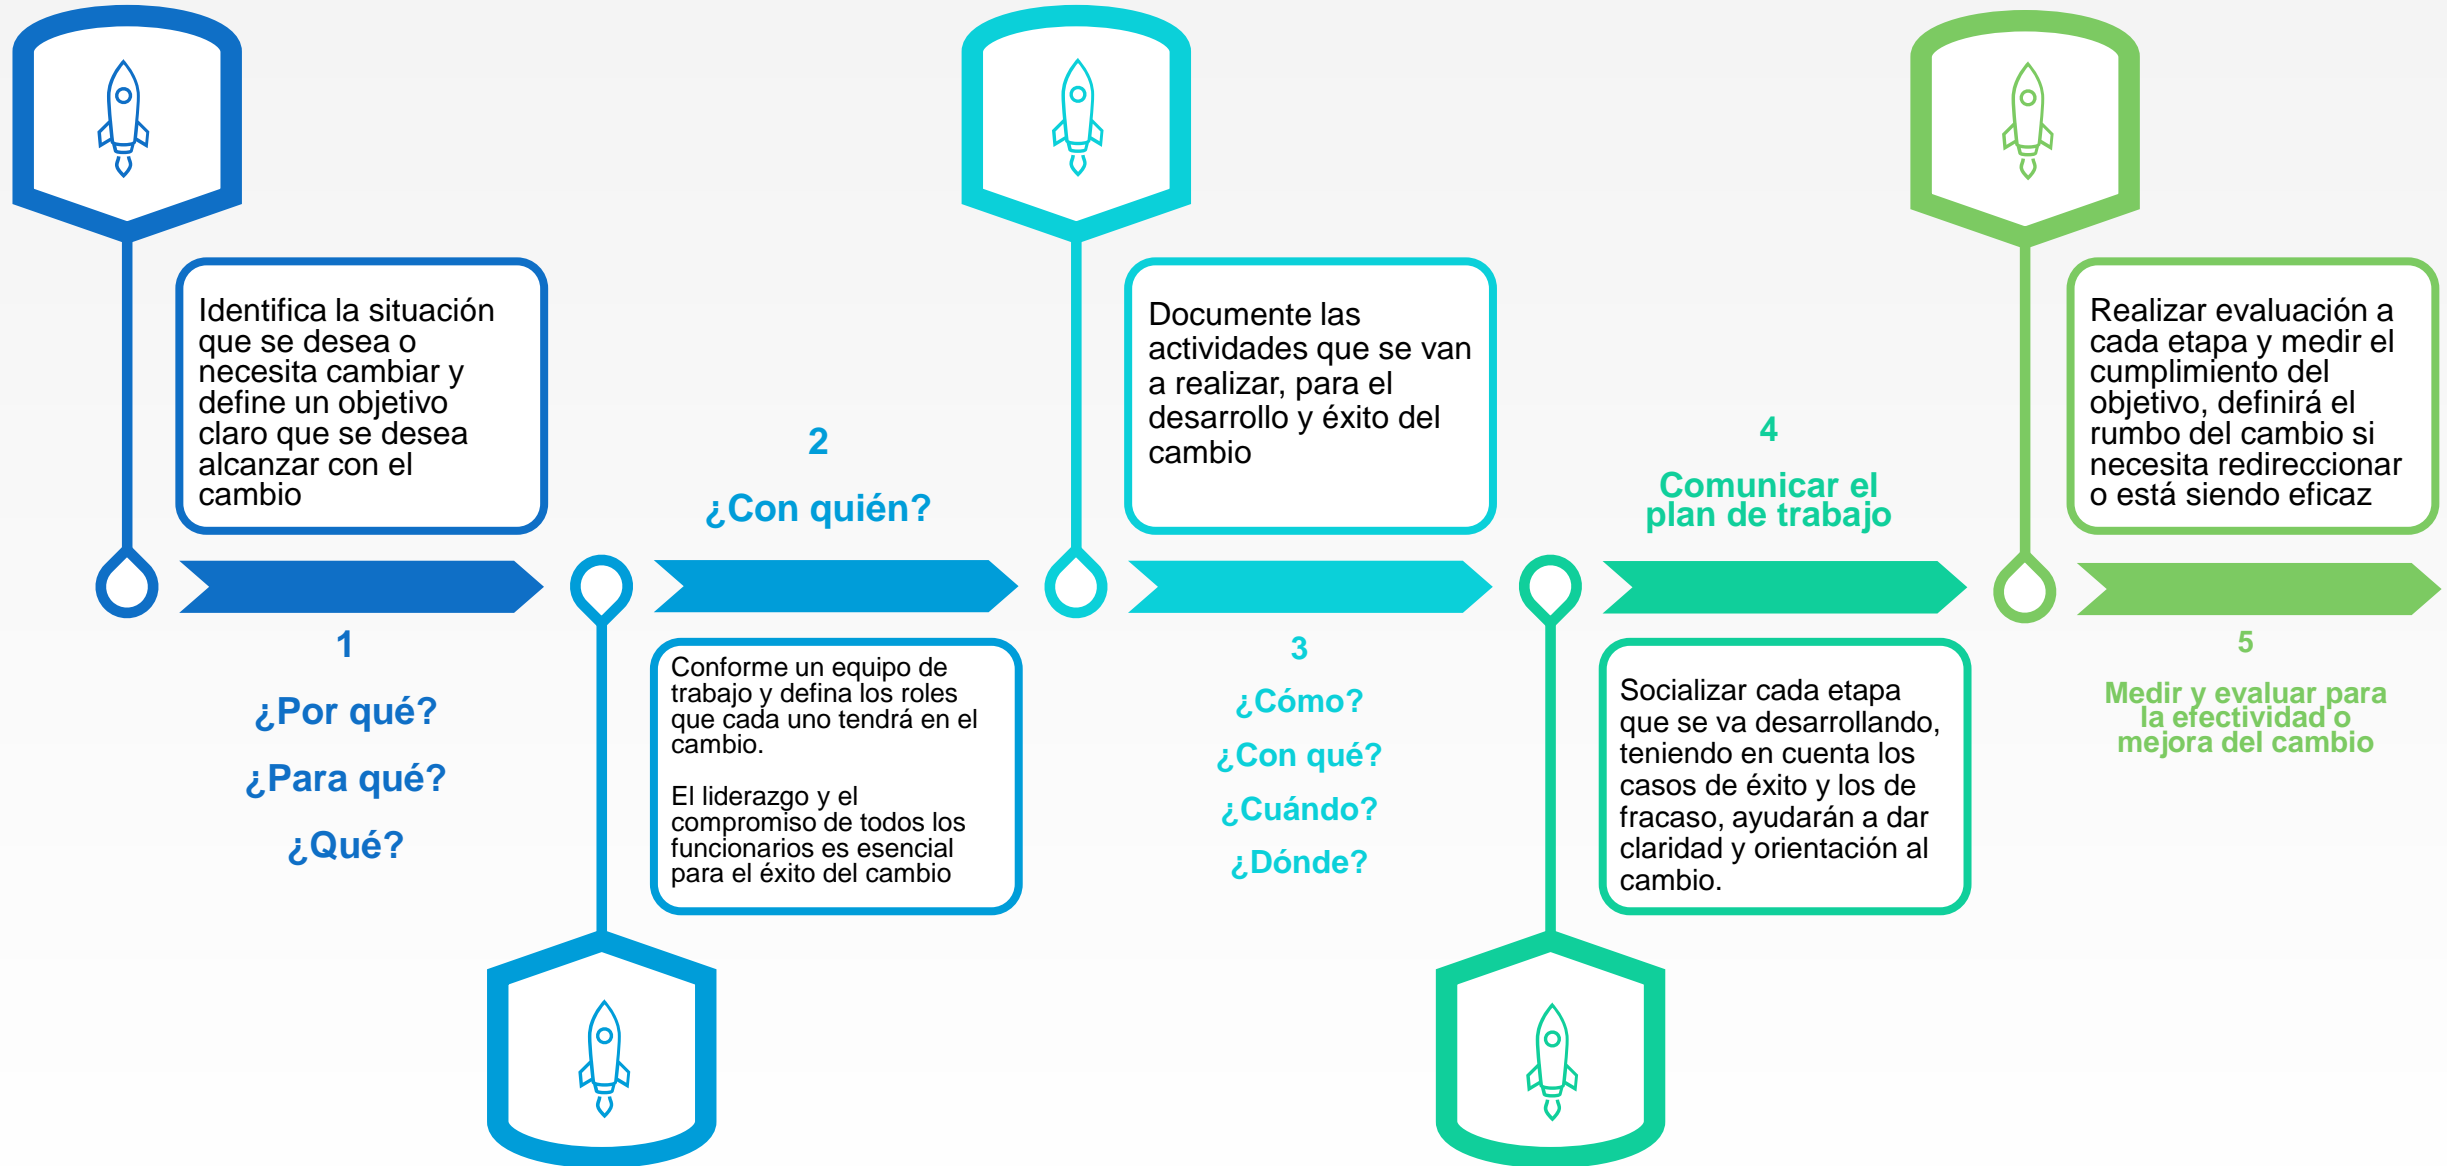 Identifica la situación
que se desea o
necesita cambiar y
define un objetivo
claro que se desea
alcanzar con el
cambio
1
¿Por qué?
¿Para qué?
¿Qué?
2
¿Con quién?
Conforme un equipo de
trabajo y defina los roles
que cada uno tendrá en el
cambio.
El liderazgo y el
compromiso de todos los
funcionarios es esencial
para el éxito del cambio
Documente las
actividades que se van
a realizar, para el
desarrollo y éxito del
cambio
3
¿Cómo?
¿Con qué?
¿Cuándo?
¿Dónde?
4
Comunicar el
plan de trabajo
Socializar cada etapa
que se va desarrollando,
teniendo en cuenta los
casos de éxito y los de
fracaso, ayudarán a dar
claridad y orientación al
cambio.
Realizar evaluación a
cada etapa y medir el
cumplimiento del
objetivo, definirá el
rumbo del cambio si
necesita redireccionar
o está siendo eficaz
5
Medir y evaluar para
la efectividad o
mejora del cambio